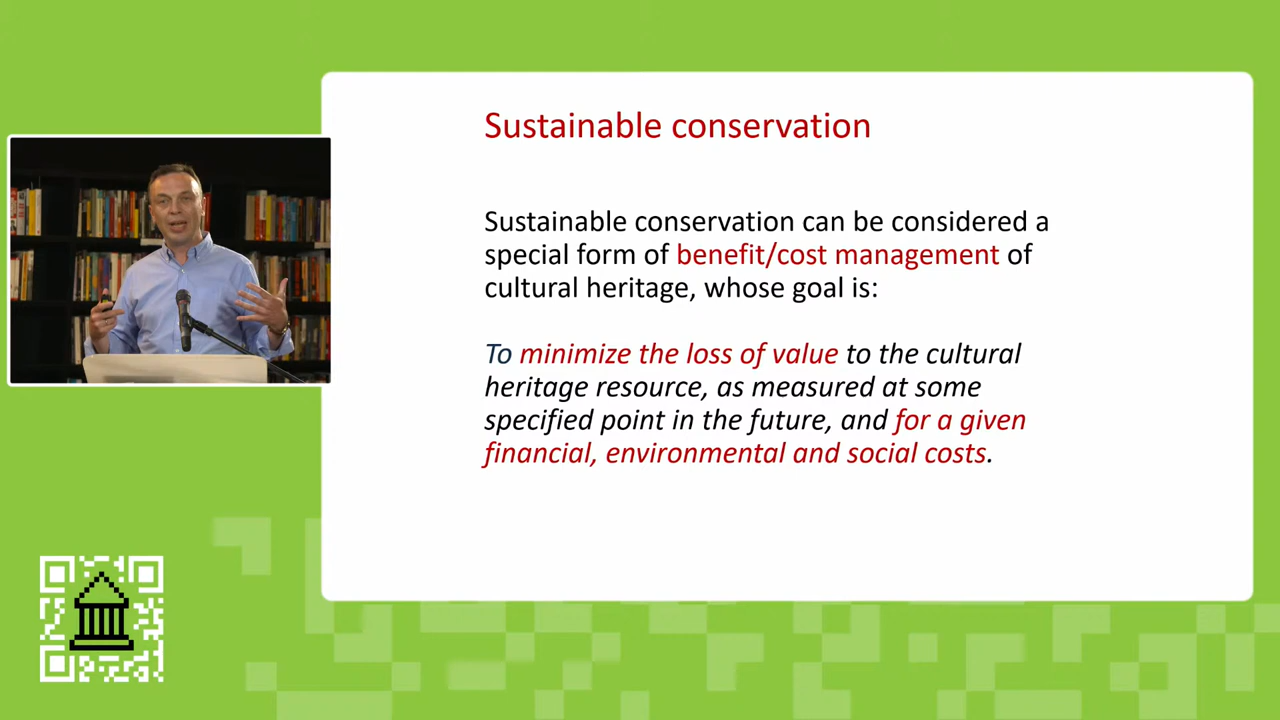 Sustainable conservation
Sustainable conservation can be considered a
special form of benefit/cost management of
cultural heritage, whose goal is:
To minimize the loss of value to the cultural
heritage resource, as measured at some
specified point in the future, and for a given
financial, environmental and social costs.